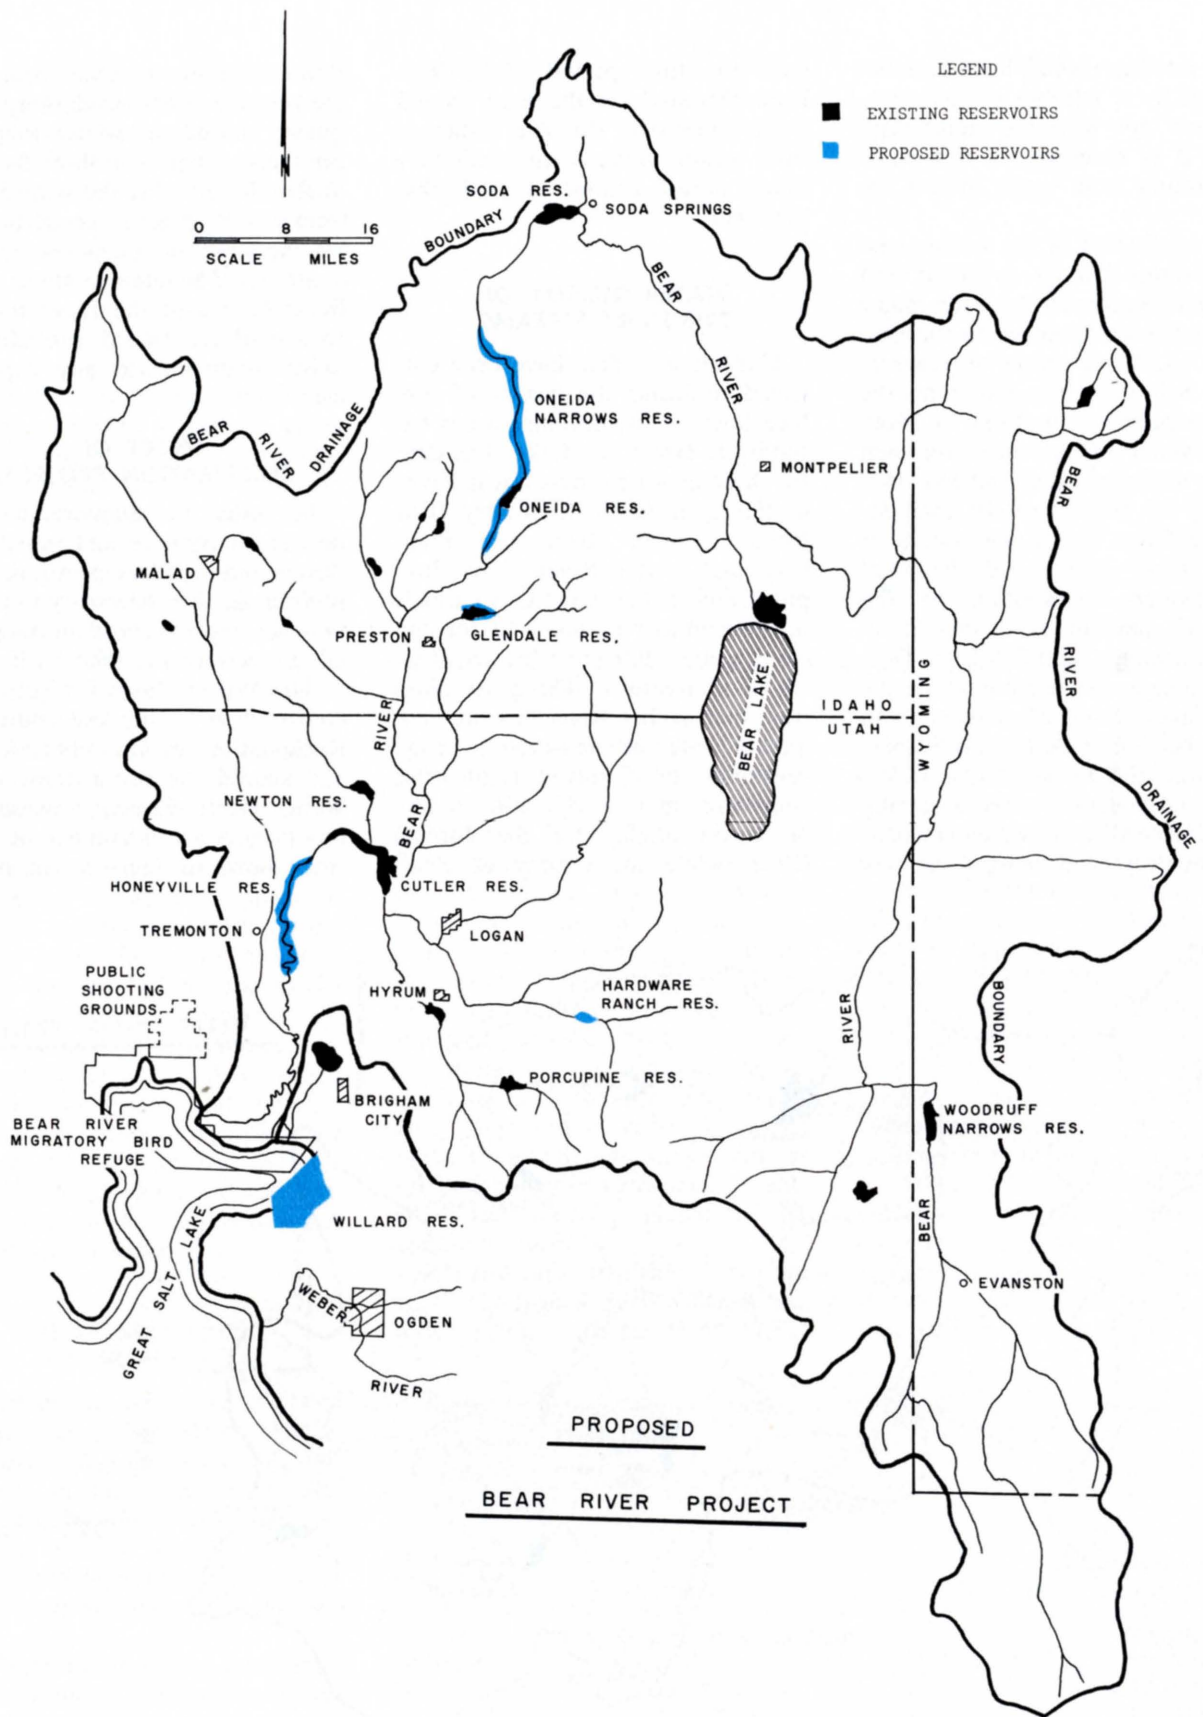 LEGEND
EXISTING RESERVOIRS
PROPOSED RESERVOIRS
N
0 8 16
SCALE MILES
SODA RES.
SODA SPRINGS
BEAR RIVER DRAINAGE BOUNDARY
BEAR RIVER
ONEIDA
NARROWS RES.
MONTPELIER
ONEIDA RES.
MALAD
PRESTON
GLENDALE RES.
BEAR LAKE
IDAHO
UTAH
WYOMING
BEAR RIVER DRAINAGE BOUNDARY
NEWTON RES.
BEAR RIVER
HONEYVILLE RES.
CUTLER RES.
TREMONTON
LOGAN
PUBLIC
SHOOTING
GROUNDS
HYRUM
HARDWARE
RANCH RES.
PORCUPINE RES.
BRIGHAM
CITY
BEAR RIVER
MIGRATORY BIRD
REFUGE
WOODRUFF
NARROWS RES.
BEAR RIVER
WILLARD RES.
GREAT SALT LAKE
EVANSTON
WEBER
OGDEN
RIVER
PROPOSED
BEAR RIVER PROJECT